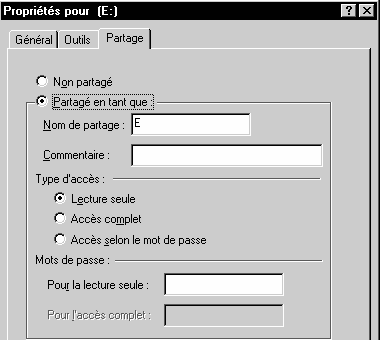 Propriétés pour (E:)
Général Outils Partage
Non partagé
Partagé en tant que :
Nom de partage : E
Commentaire :
Type d'accès :
Lecture seule
Accès complet
Accès selon le mot de passe
Mots de passe :
Pour la lecture seule :
Pour l'accès complet :